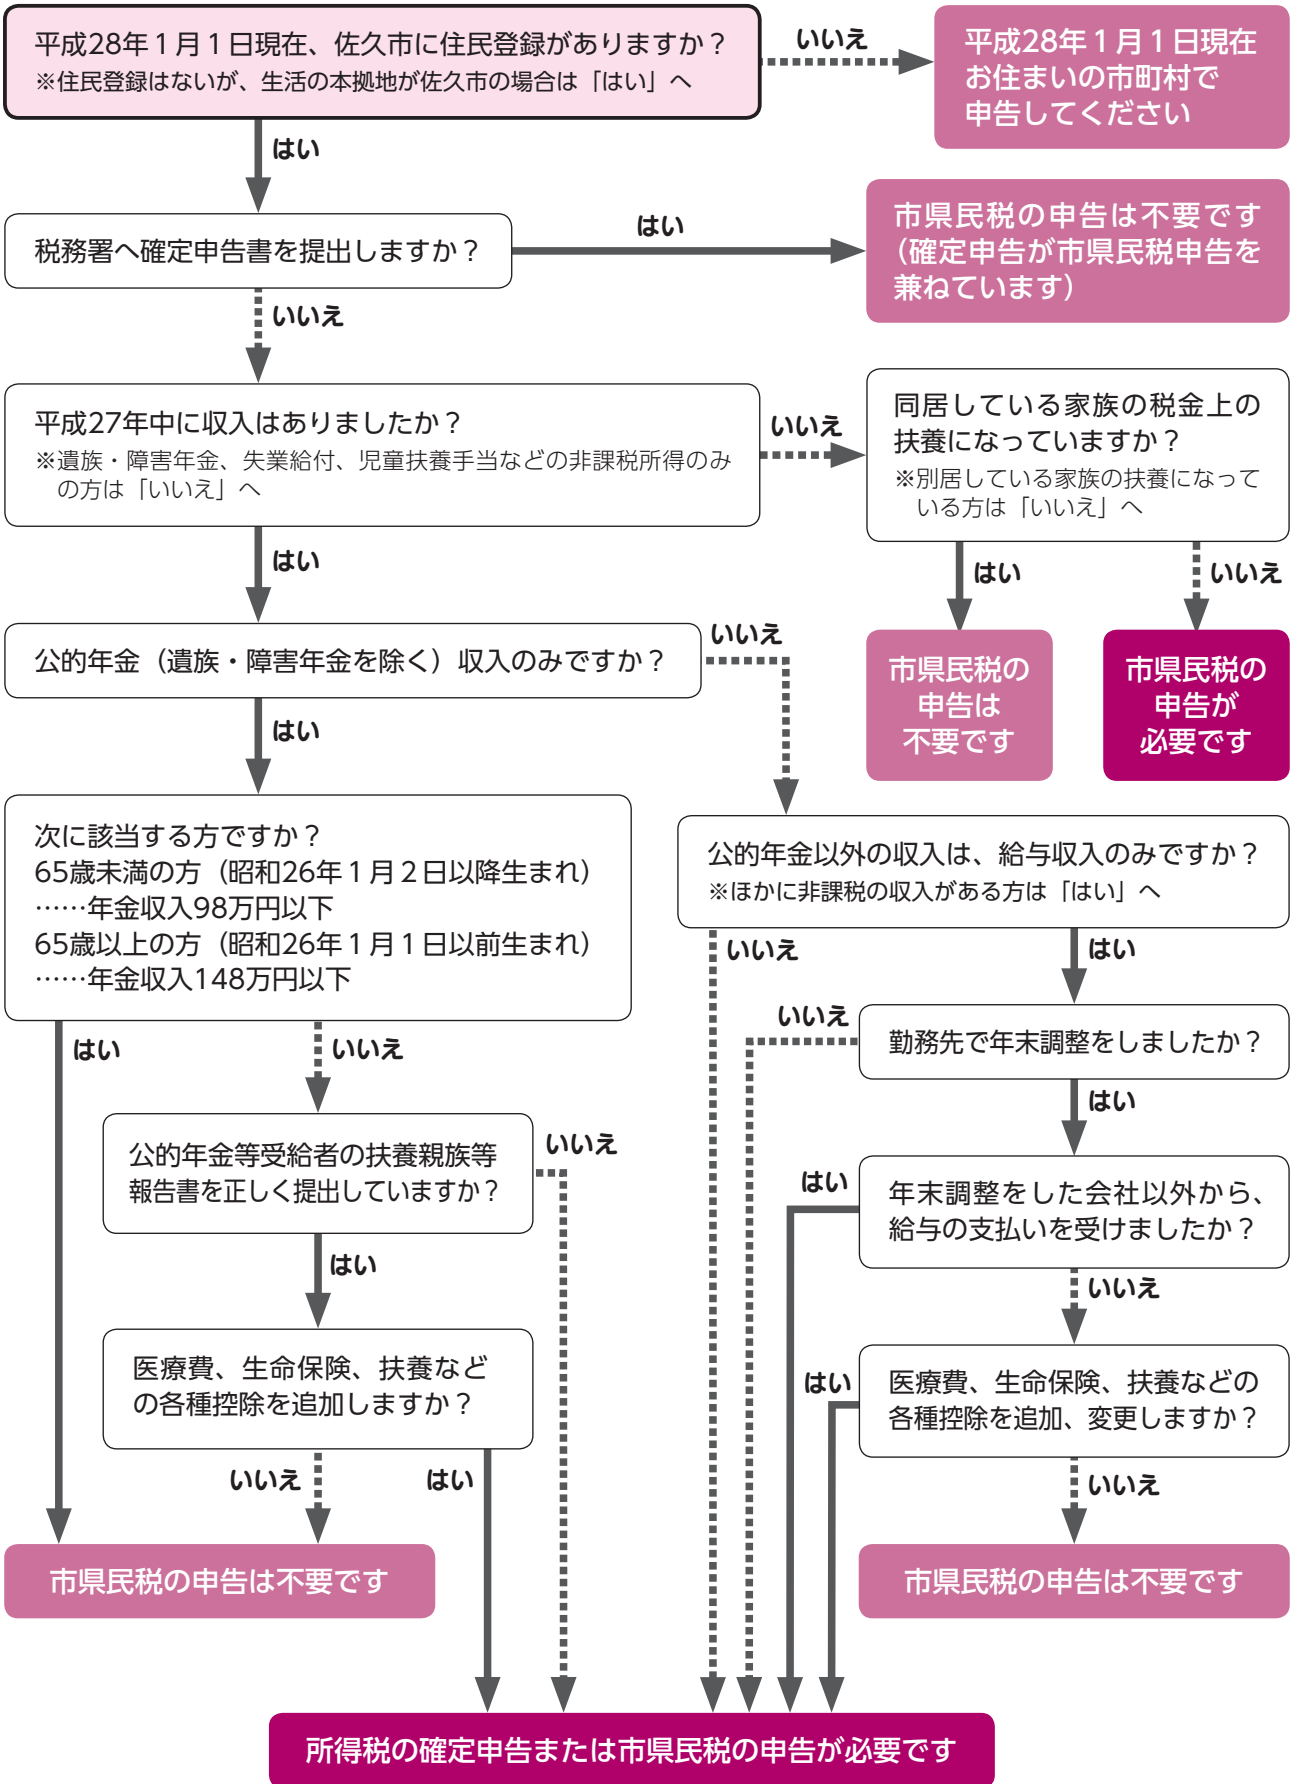 平成28年1月1日現在、佐久市に住民登録がありますか?
※住民登録はないが、生活の本拠地が佐久市の場合は「はい」へ
いいえ
平成28年1月1日現在
お住まいの市町村で
申告してください
はい
税務署へ確定申告書を提出しますか?
はい
市県民税の申告は不要です
(確定申告が市県民税申告を
兼ねています)
いいえ
平成27年中に収入はありましたか?
※遺族・障害年金、失業給付、児童扶養手当などの非課税所得のみ
の方は「いいえ」へ
いいえ
同居している家族の税金上の
扶養になっていますか?
※別居している家族の扶養になって
いる方は「いいえ」へ
はい
はい
いいえ
公的年金(遺族・障害年金を除く)収入のみですか?
いいえ
市県民税の
申告は
不要です
市県民税の
申告が
必要です
はい
次に該当する方ですか?
65歳未満の方(昭和26年1月2日以降生まれ)
……年金収入98万円以下
65歳以上の方(昭和26年1月1日以前生まれ)
……年金収入148万円以下
公的年金以外の収入は、給与収入のみですか?
※ほかに非課税の収入がある方は「はい」へ
いいえ
はい
はい
いいえ
いいえ
勤務先で年末調整をしましたか?
はい
公的年金等受給者の扶養親族等
報告書を正しく提出していますか?
いいえ
はい
年末調整をした会社以外から、
給与の支払いを受けましたか?
はい
いいえ
医療費、生命保険、扶養など
の各種控除を追加しますか?
はい
医療費、生命保険、扶養などの
各種控除を追加、変更しますか?
いいえ
はい
いいえ
市県民税の申告は不要です
市県民税の申告は不要です
所得税の確定申告または市県民税の申告が必要です